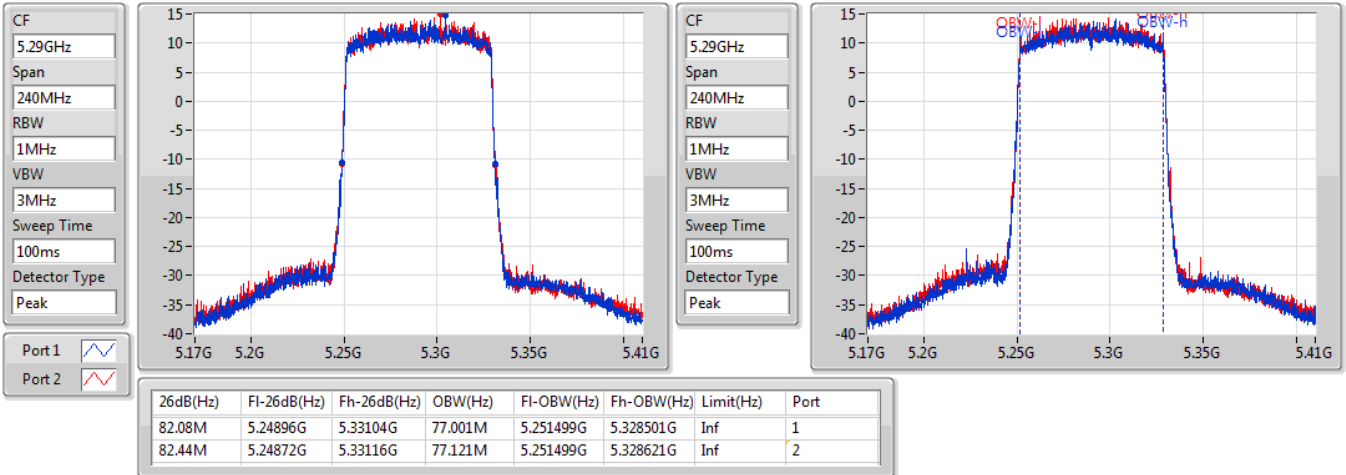 CF
5.29GHz
Span
240MHz
RBW
1MHz
VBW
3MHz
Sweep Time
100ms
Detector Type
Peak
15-
10-
5-
0-
-5-
-10-
-15-
-20-
-25-
-30-
-35-
-40-
5.17G 5.2G 5.25G 5.3G 5.35G 5.41G
CF
5.29GHz
Span
240MHz
RBW
1MHz
VBW
3MHz
Sweep Time
100ms
Detector Type
Peak
OBW-l
OBW-h
15-
10-
5-
0-
-5-
-10-
-15-
-20-
-25-
-30-
-35-
-40-
5.17G 5.2G 5.25G 5.3G 5.35G 5.41G
Port 1
Port 2
26dB(Hz) Fl-26dB(Hz) Fh-26dB(Hz) OBW(Hz) Fl-OBW(Hz) Fh-OBW(Hz) Limit(Hz) Port
82.08M 5.24896G 5.33104G 77.001M 5.251499G 5.328501G Inf 1
82.44M 5.24872G 5.33116G 77.121M 5.251499G 5.328621G Inf 2